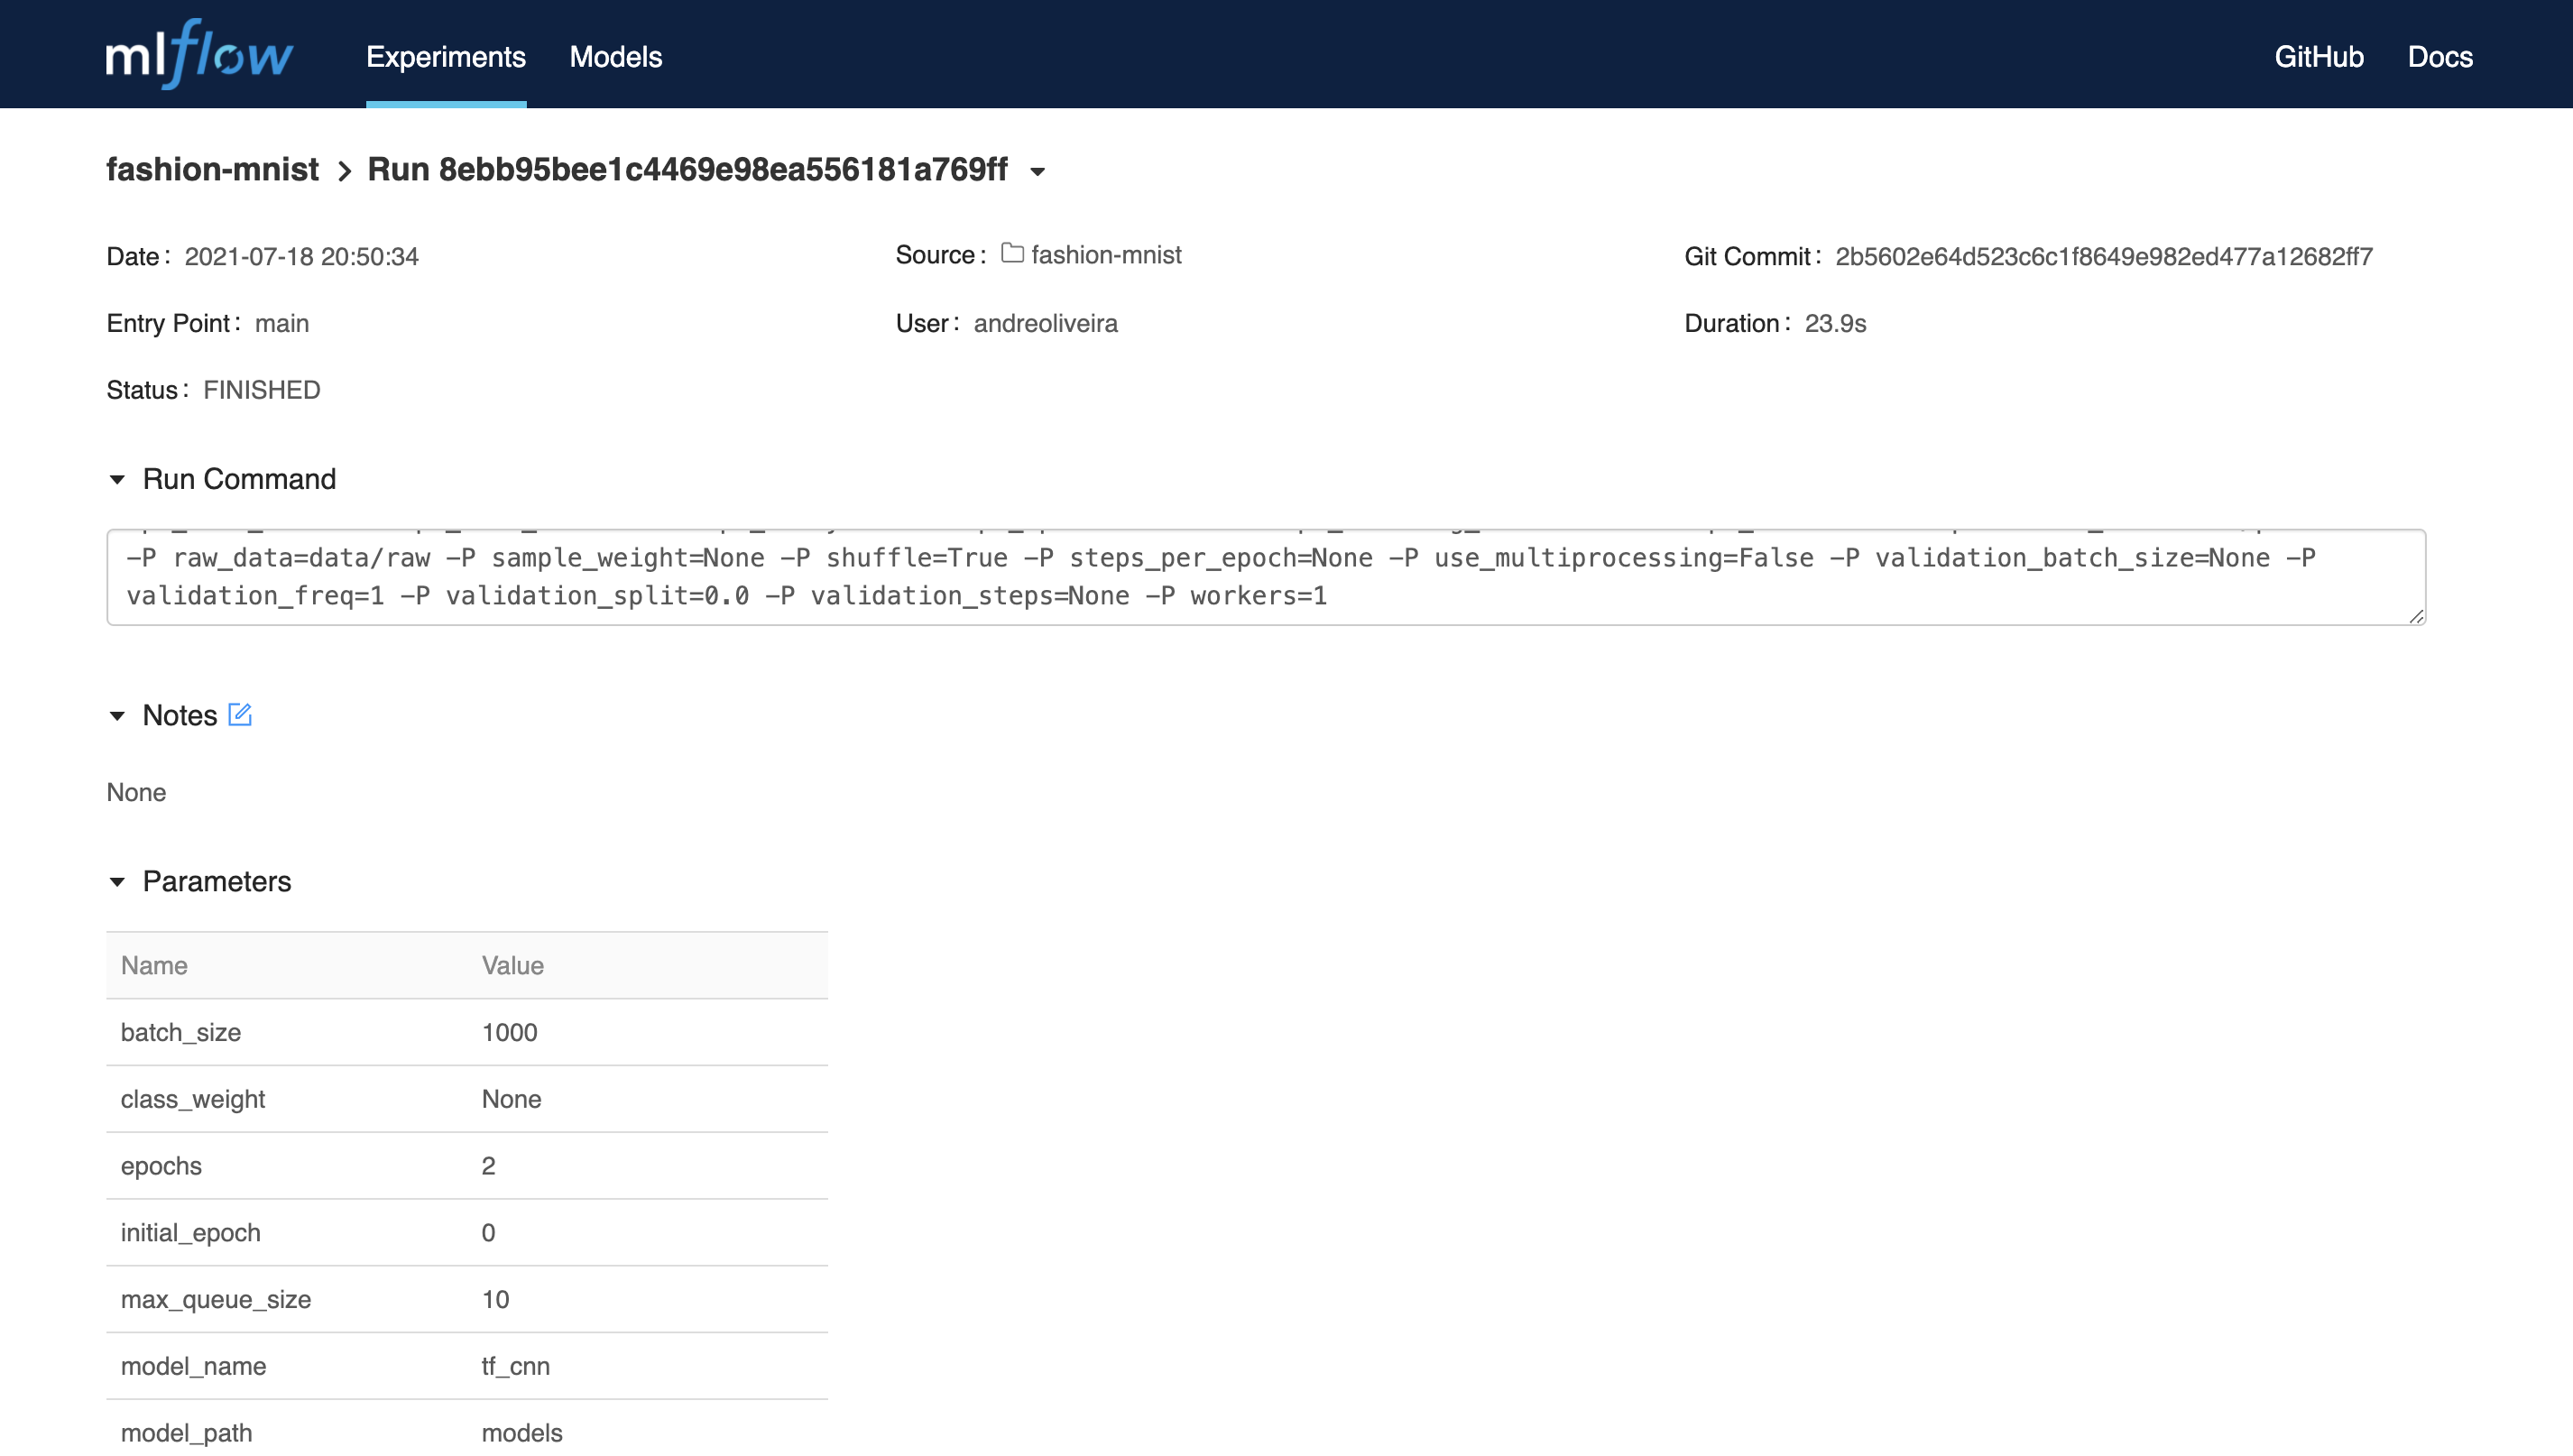 mlflow Experiments Models GitHub Docs
fashion-mnist > Run 8ebb95bee1c4469e98ea556181a769ff
Date: 2021-07-18 20:50:34 Source: fashion-mnist Git Commit: 2b5602e64d523c6c1f8649e982ed477a12682ff7
Entry Point: main User: andreoliveira Duration: 23.9s
Status: FINISHED
Run Command
-P raw_data=data/raw -P sample_weight=None -P shuffle=True -P steps_per_epoch=None -P use_multiprocessing=False -P validation_batch_size=None -P
validation_freq=1 -P validation_split=0.0 -P validation_steps=None -P workers=1
Notes
None
Parameters
Name Value
batch_size 1000
class_weight None
epochs 2
initial_epoch 0
max_queue_size 10
model_name tf_cnn
model_path models